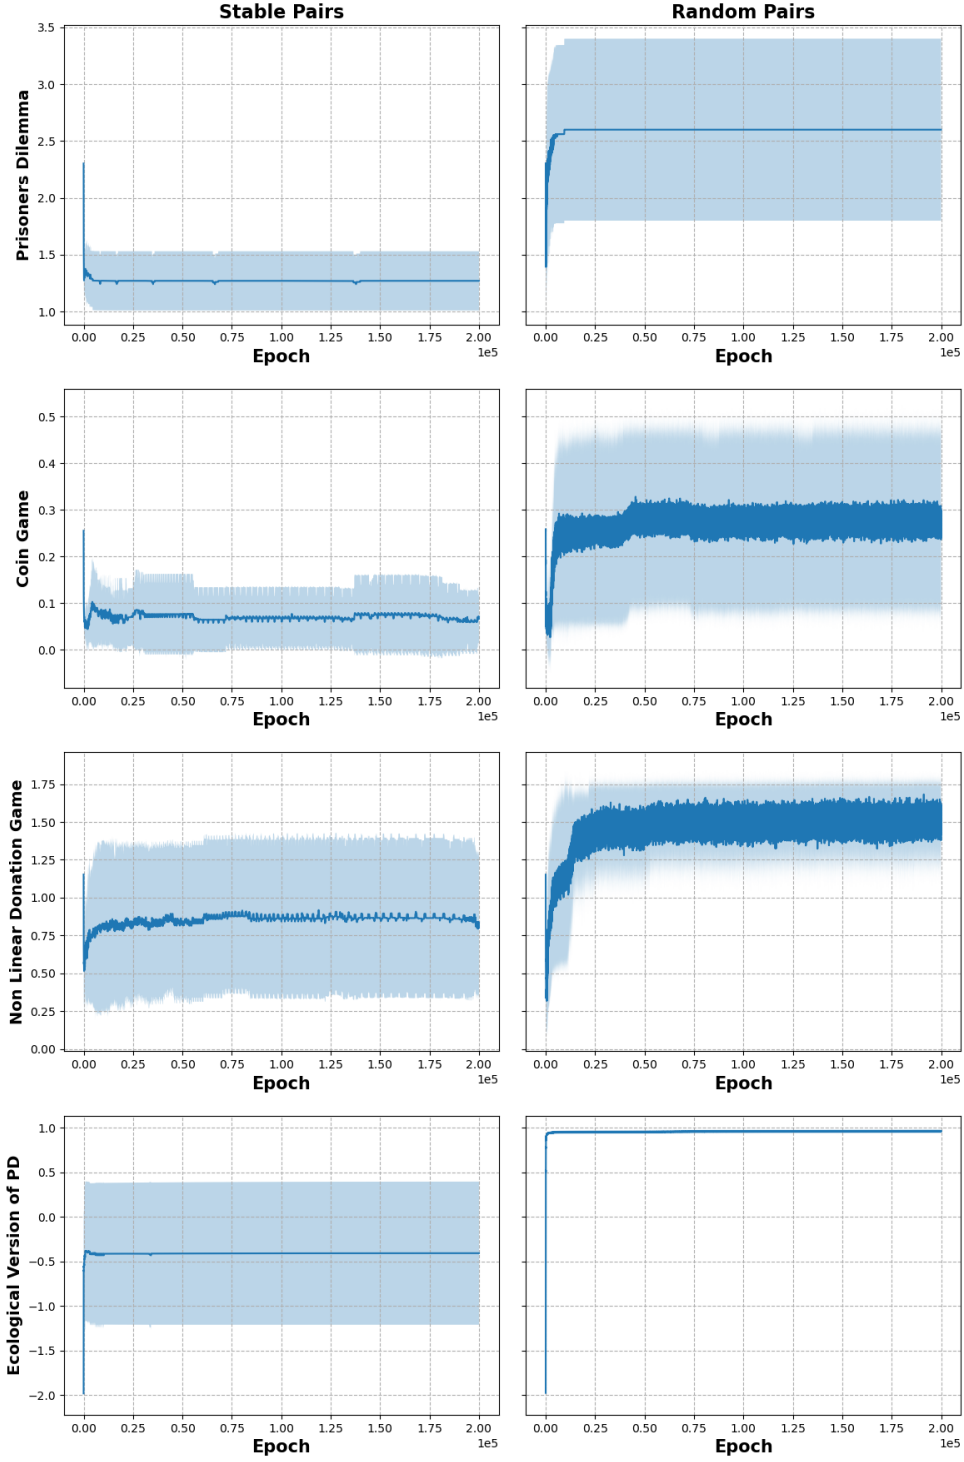 Stable Pairs
Random Pairs
Prisoners Dilemma
3.5
3.0
2.5
2.0
1.5
1.0
0.00 0.25 0.50 0.75 1.00 1.25 1.50 1.75 2.00
1e5
Epoch
0.00 0.25 0.50 0.75 1.00 1.25 1.50 1.75 2.00
1e5
Epoch
Coin Game
0.5
0.4
0.3
0.2
0.1
0.0
0.00 0.25 0.50 0.75 1.00 1.25 1.50 1.75 2.00
1e5
Epoch
0.00 0.25 0.50 0.75 1.00 1.25 1.50 1.75 2.00
1e5
Epoch
Non Linear Donation Game
1.75
1.50
1.25
1.00
0.75
0.50
0.25
0.00
0.00 0.25 0.50 0.75 1.00 1.25 1.50 1.75 2.00
1e5
Epoch
0.00 0.25 0.50 0.75 1.00 1.25 1.50 1.75 2.00
1e5
Epoch
Ecological Version of PD
1.0
0.5
0.0
−0.5
−1.0
−1.5
−2.0
0.00 0.25 0.50 0.75 1.00 1.25 1.50 1.75 2.00
1e5
Epoch
0.00 0.25 0.50 0.75 1.00 1.25 1.50 1.75 2.00
1e5
Epoch